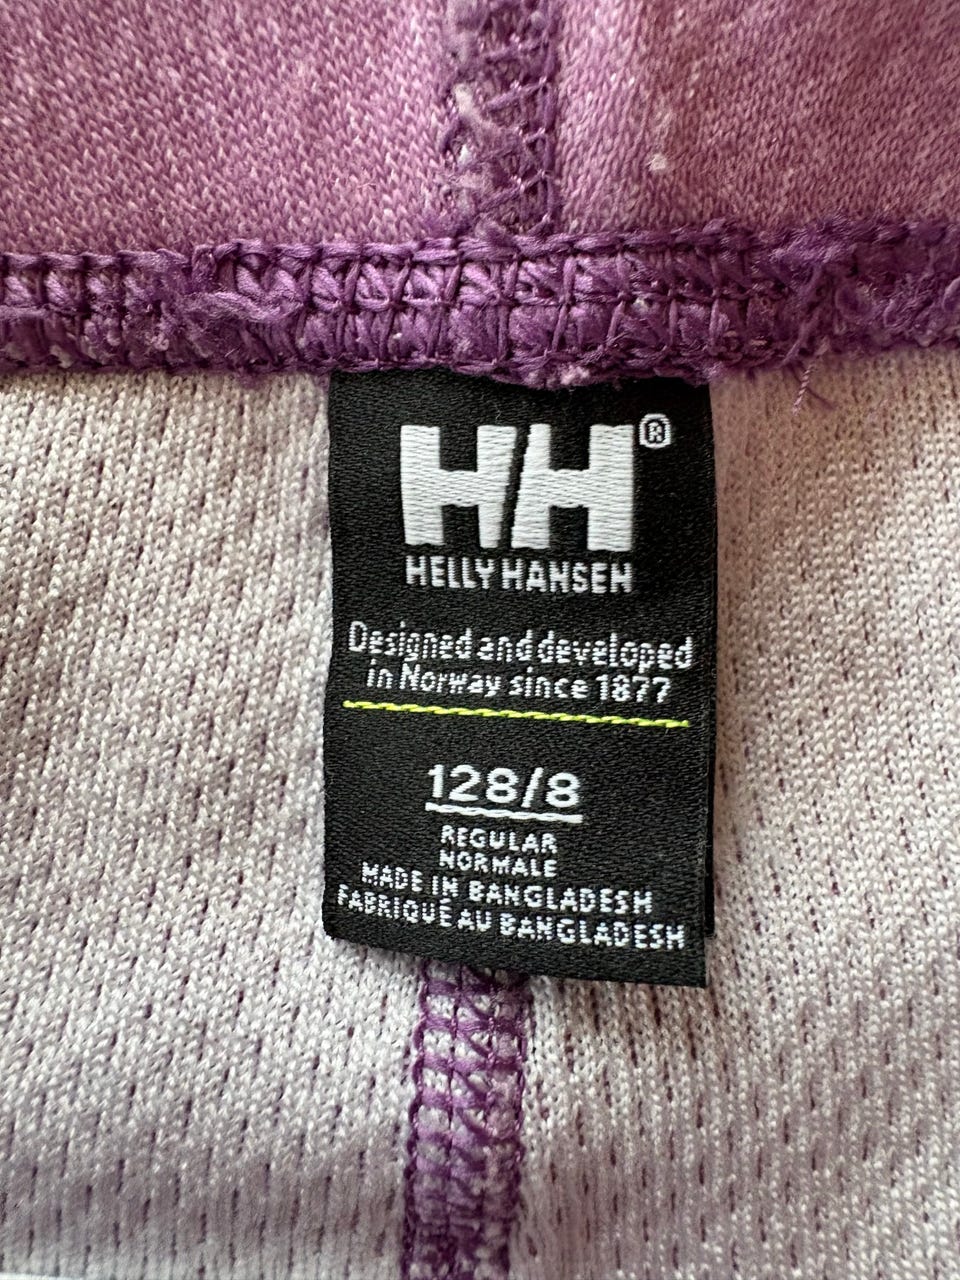 HH®
HELLY HANSEN
Designed and developed
in Norway since 1877
128/8
REGULAR
NORMALE
MADE IN BANGLADESH
FABRIQUÉ AU BANGLADESH